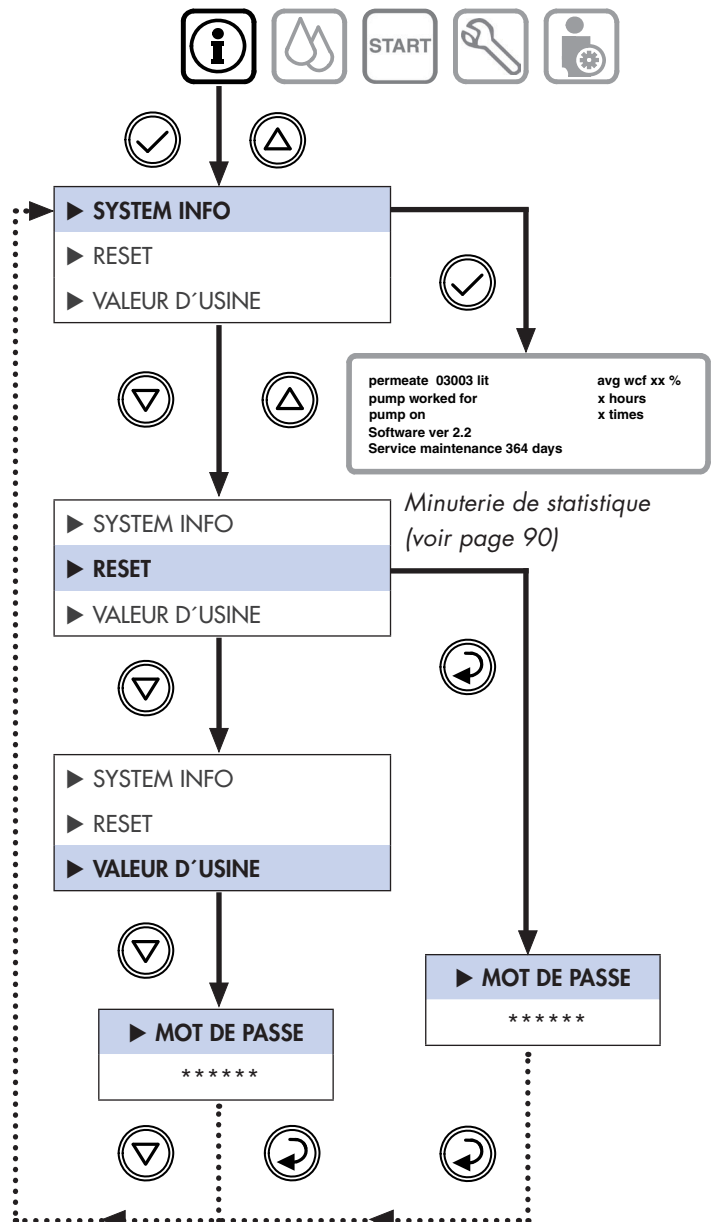 START
▶ SYSTEM INFO
▶ RESET
▶ VALEUR D´USINE
permeate 03003 lit avg wcf xx %
pump worked for x hours
pump on x times
Software ver 2.2
Service maintenance 364 days
Minuterie de statistique
(voir page 90)
▶ SYSTEM INFO
▶ RESET
▶ VALEUR D´USINE
▶ SYSTEM INFO
▶ RESET
▶ VALEUR D´USINE
▶ MOT DE PASSE
******
▶ MOT DE PASSE
******